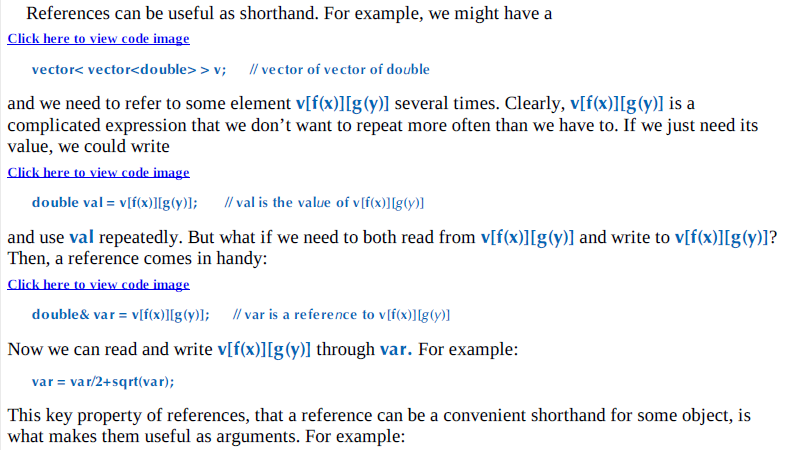 References can be useful as shorthand. For example, we might have a
Click here to view code image
vector< vector<double> > v; // vector of vector of double
and we need to refer to some element v[f(x)][g(y)] several times. Clearly, v[f(x)][g(y)] is a
complicated expression that we don’t want to repeat more often than we have to. If we just need its
value, we could write
Click here to view code image
double val = v[f(x)][g(y)]; // val is the value of v[f(x)][g(y)]
and use val repeatedly. But what if we need to both read from v[f(x)][g(y)] and write to v[f(x)][g(y)]?
Then, a reference comes in handy:
Click here to view code image
double& var = v[f(x)][g(y)]; // var is a reference to v[f(x)][g(y)]
Now we can read and write v[f(x)][g(y)] through var. For example:
var = var/2+sqrt(var);
This key property of references, that a reference can be a convenient shorthand for some object, is
what makes them useful as arguments. For example: